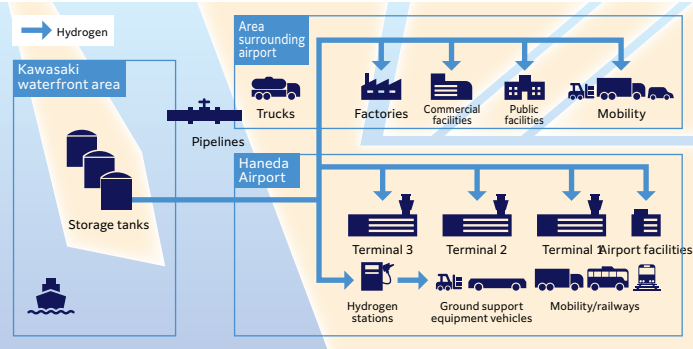 Hydrogen
Kawasaki
waterfront area
Storage tanks
Pipelines
Area
surrounding
airport
Trucks
Factories
Commercial
facilities
Public
facilities
Mobility
Haneda
Airport
Terminal 3
Terminal 2
Terminal 1
Airport facilities
Hydrogen
stations
Ground support
equipment vehicles
Mobility/railways